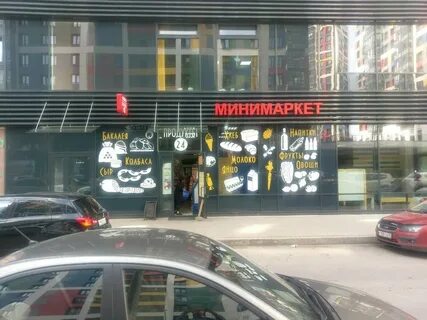 МИНИМАРКЕТ
ПРОДУКТЫ
24
БАКАЛЕЯ
КОЛБАСА
СЫР
ХЛЕБ
МОЛОКО
ЯЙЦО
НАПИТКИ
ФРУКТЫ
ОВОЩИ